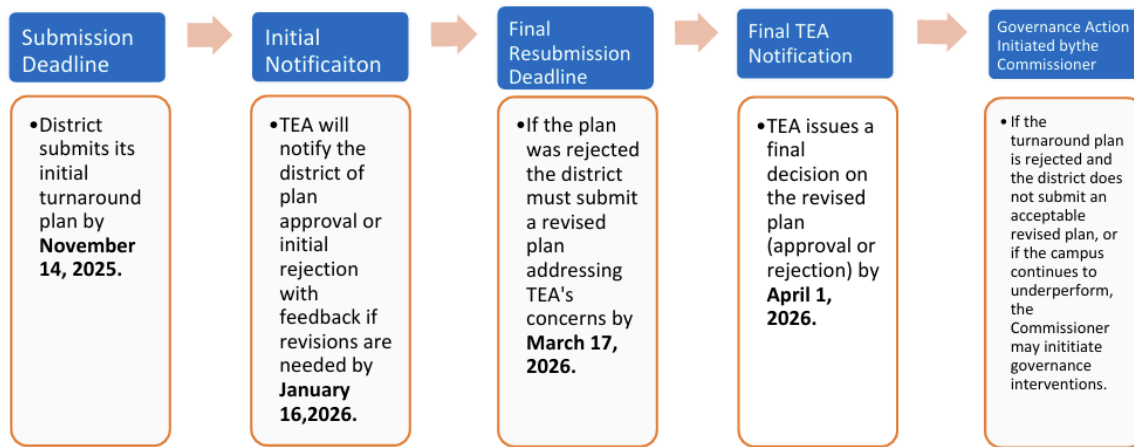 Submission
Deadline
•District
submits its
initial
turnaround
plan by
November
14, 2025.
Initial
Notificaiton
•TEA will
notify the
district of
plan
approval or
initial
rejection
with
feedback if
revisions are
needed by
January
16,2026.
Final
Resubmission
Deadline
•If the plan
was rejected
the district
must submit
a revised
plan
addressing
TEA's
concerns by
March 17,
2026.
Final TEA
Notification
•TEA issues a
final
decision on
the revised
plan
(approval or
rejection) by
April 1,
2026.
Governance Action
Initiated bythe
Commissioner
• If the
turnaround plan
is rejected and
the district does
not submit an
acceptable
revised plan, or
if the campus
continues to
underperform,
the
Commissioner
may inititiate
governance
interventions.